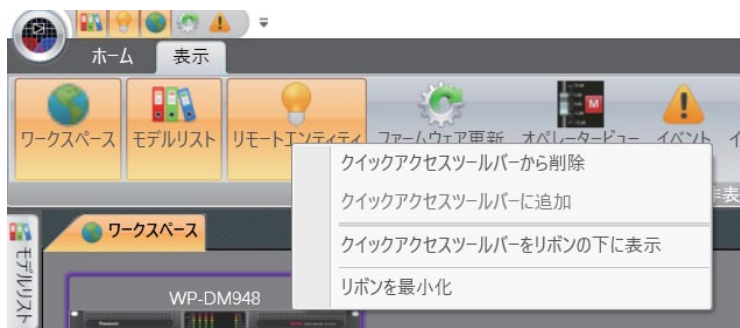 ホーム
表示
ワークスペース
モデルリスト
リモートエンティティ
ファームウェア更新
オペレータービュー
イベント
クイックアクセスツールバーから削除
クイックアクセスツールバーに追加
クイックアクセスツールバーをリボンの下に表示
リボンを最小化
モデルリスト
ワークスペース
WP-DM948
M